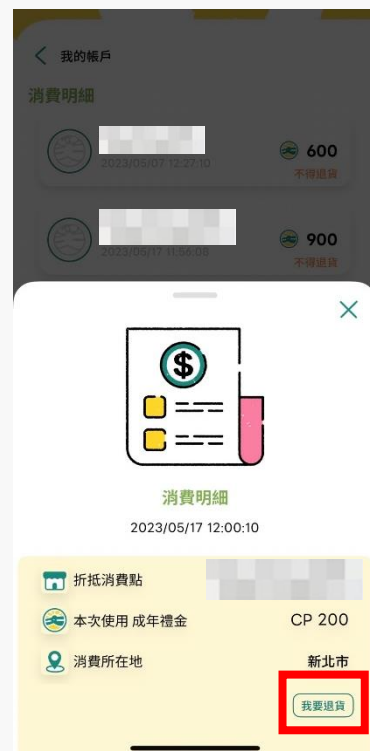 我的帳戶
消費明細
2023/05/07 12:27:10
600
不得退貨
2023/05/17 11:56:08
900
不得退貨
消費明細
2023/05/17 12:00:10
折抵消費點
本次使用 成年禮金 CP 200
消費所在地 新北市
我要退貨